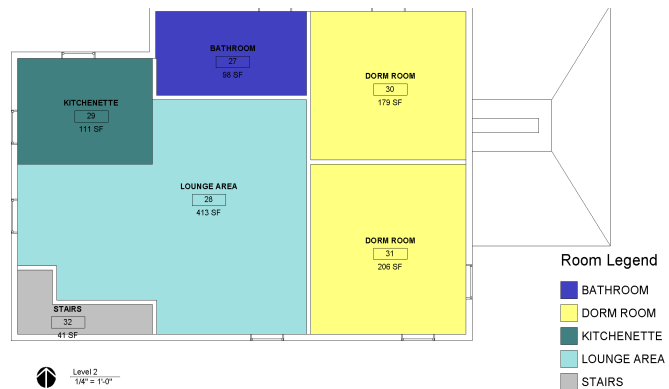 BATHROOM
27
98 SF
DORM ROOM
30
179 SF
KITCHENETTE
29
111 SF
LOUNGE AREA
28
413 SF
DORM ROOM
31
206 SF
STAIRS
32
41 SF
Room Legend
BATHROOM
DORM ROOM
KITCHENETTE
LOUNGE AREA
STAIRS
Level 2
1/4" = 1'-0"